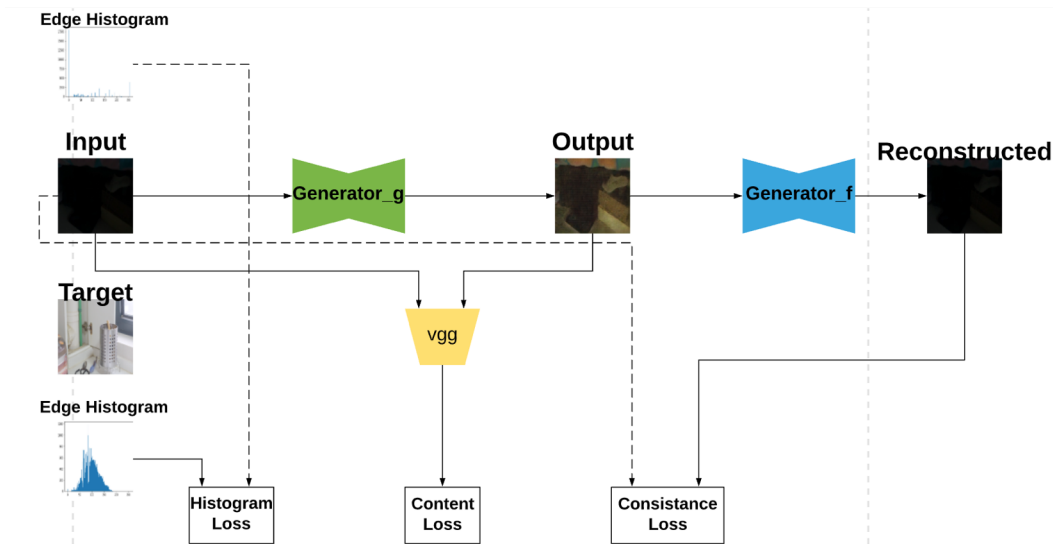 Edge Histogram
Input
Output
Reconstructed
Generator_g
Generator_f
Target
vgg
Edge Histogram
Histogram
Loss
Content
Loss
Consistance
Loss